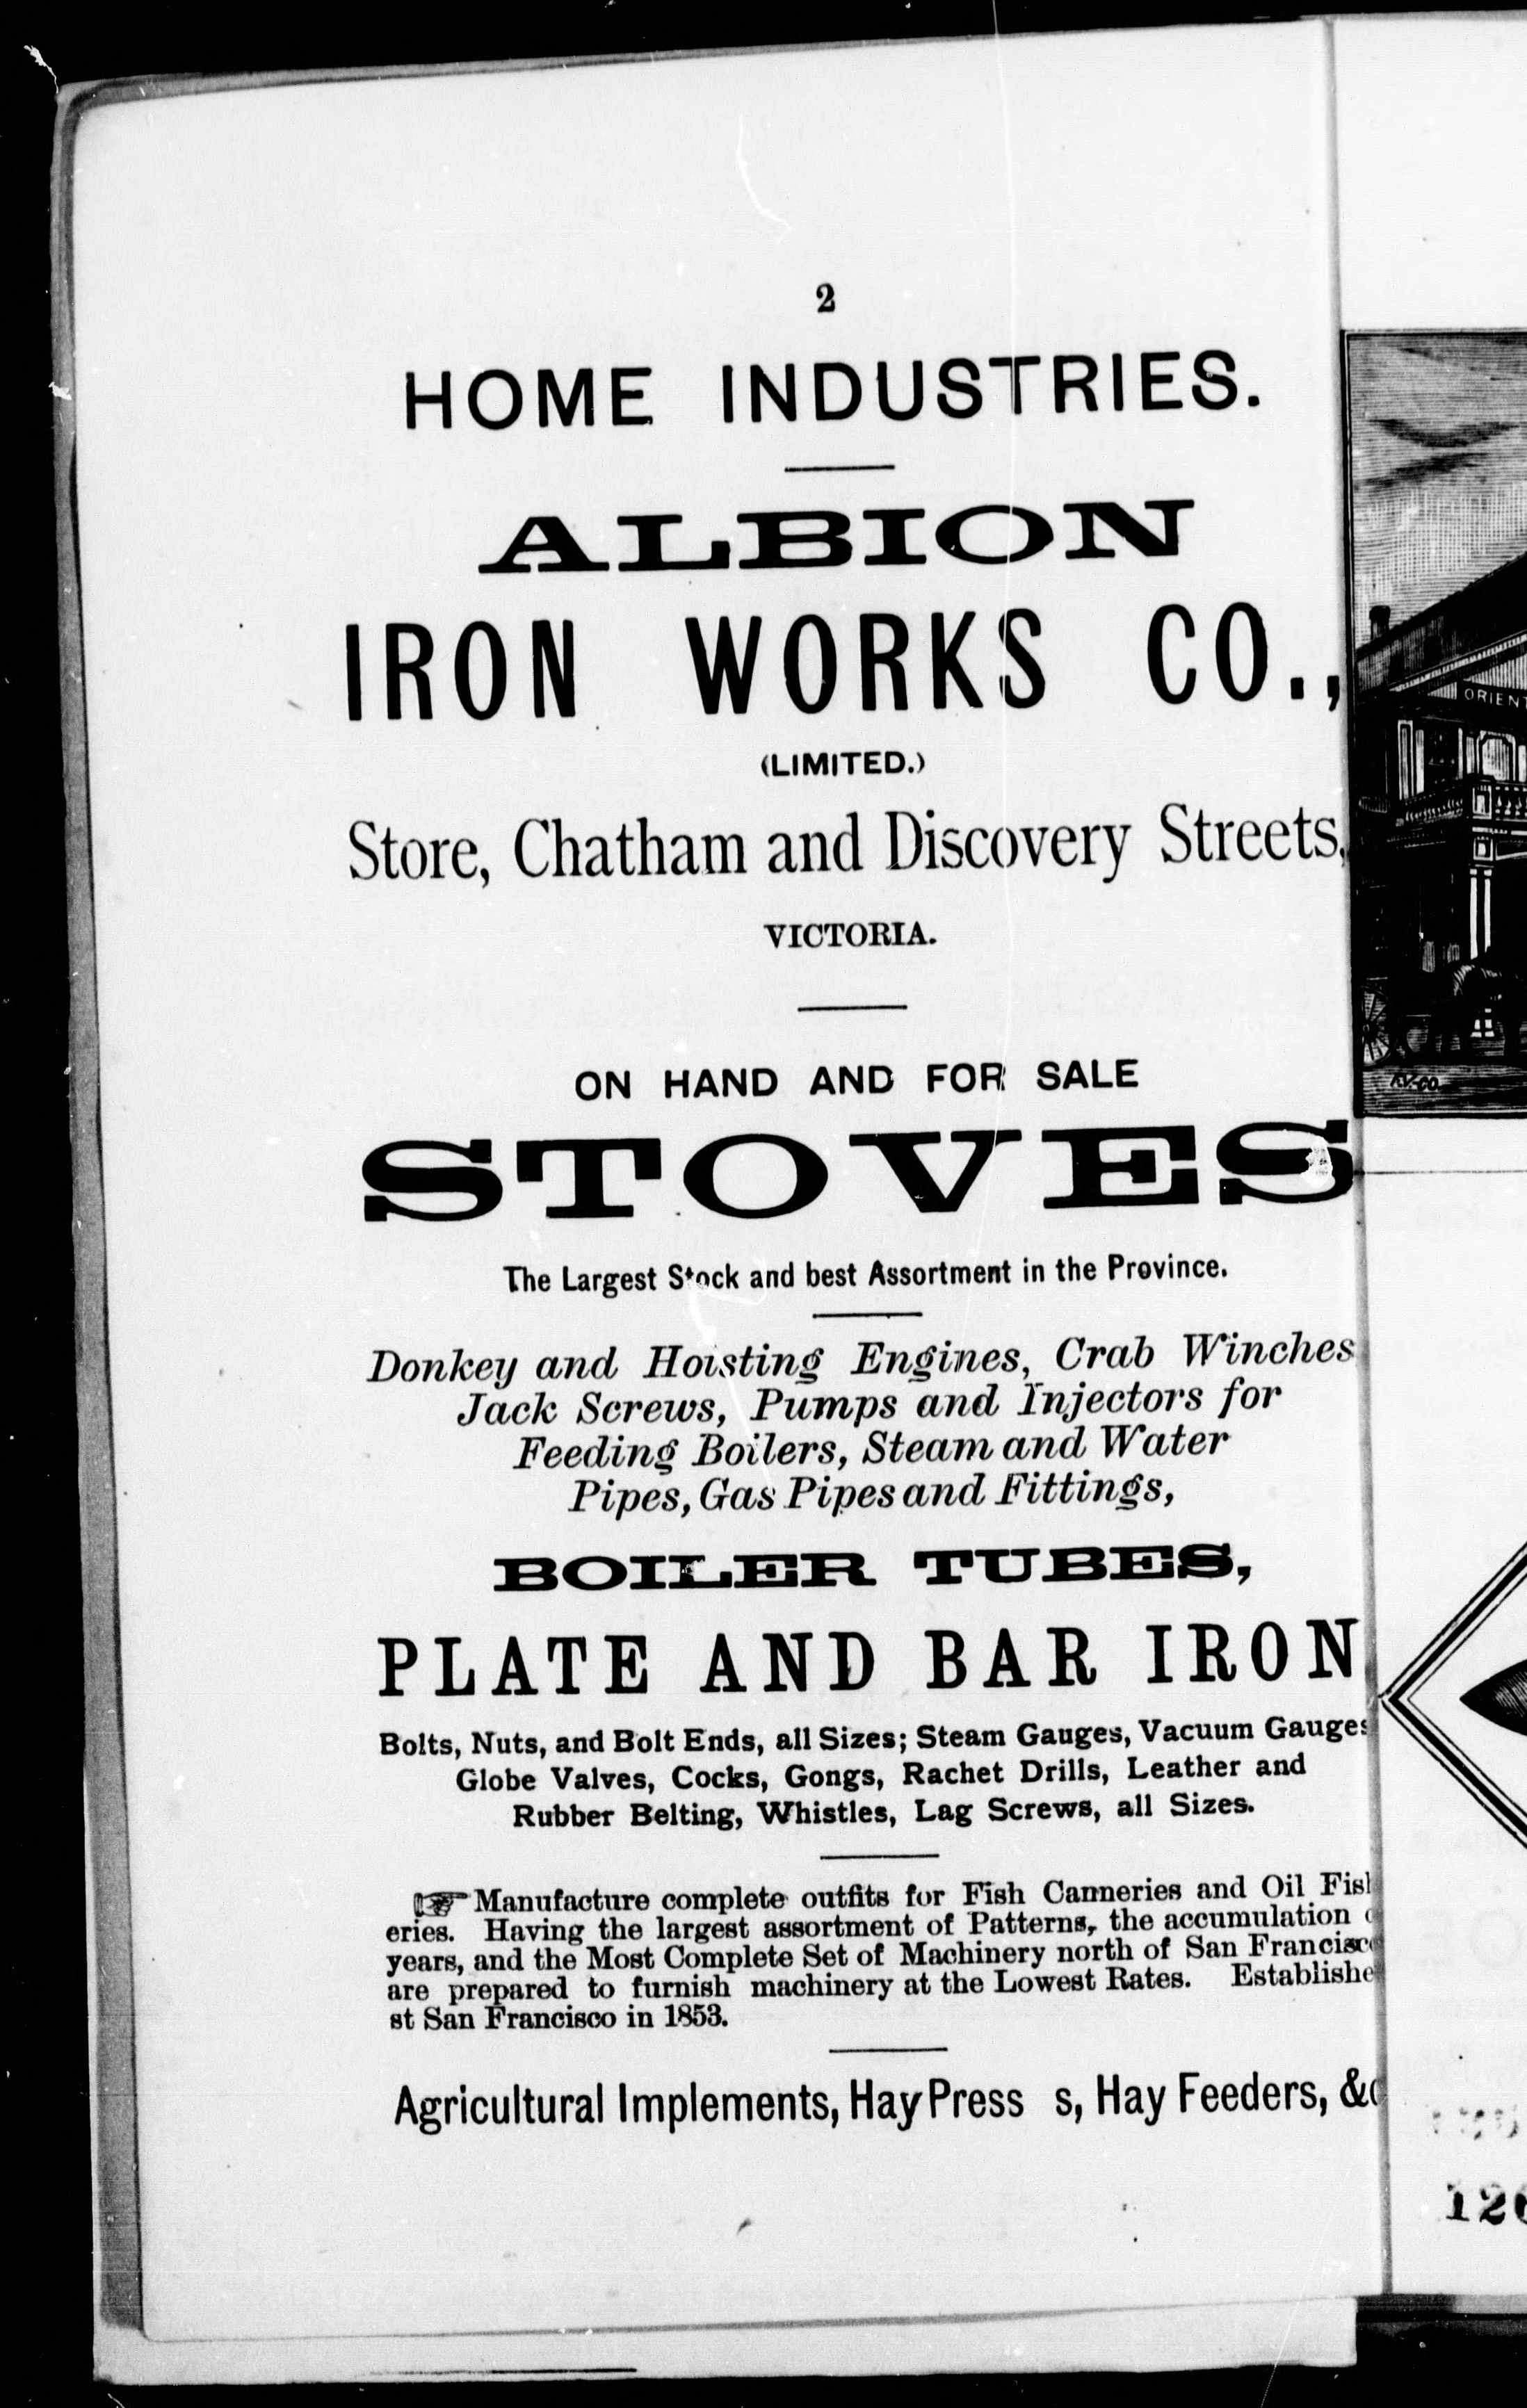 2
HOME INDUSTRIES.
ALBION
IRON WORKS CO.,
(LIMITED.)
Store, Chatham and Discovery Streets,
VICTORIA.
ON HAND AND FOR SALE
STOVES
The Largest Stock and best Assortment in the Province.
Donkey and Hoisting Engines, Crab Winches
Jack Screws, Pumps and Injectors for
Feeding Boilers, Steam and Water
Pipes, Gas Pipes and Fittings,
BOILER TUBES,
PLATE AND BAR IRON
Bolts, Nuts, and Bolt Ends, all Sizes; Steam Gauges, Vacuum Gauges
Globe Valves, Cocks, Gongs, Rachet Drills, Leather and
Rubber Belting, Whistles, Lag Screws, all Sizes.
☞ Manufacture complete outfits for Fish Canneries and Oil Fish
eries. Having the largest assortment of Patterns, the accumulation
years, and the Most Complete Set of Machinery north of San Francisco
are prepared to furnish machinery at the Lowest Rates. Establishe
st San Francisco in 1853.
Agricultural Implements, Hay Press s, Hay Feeders, &c
ORIENT
126